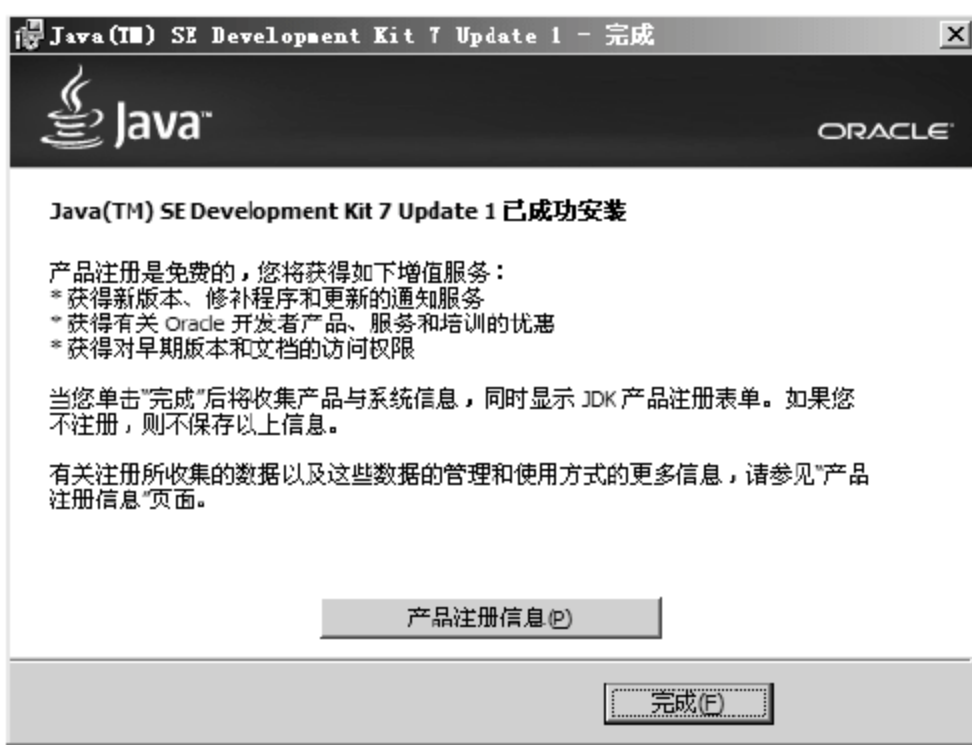 Java(TM) SE Development Kit 7 Update 1 - 完成
Java™
ORACLE
Java(TM) SE Development Kit 7 Update 1 已成功安装
产品注册是免费的，您将获得如下增值服务：
* 获得新版本、修补程序和更新的通知服务
* 获得有关 Oracle 开发者产品、服务和培训的优惠
* 获得对早期版本和文档的访问权限
当您单击"完成"后将收集产品与系统信息，同时显示 JDK 产品注册表单。如果您
不注册，则不保存以上信息。
有关注册所收集的数据以及这些数据的管理和使用方式的更多信息，请参见"产品
注册信息"页面。
产品注册信息(P)
完成(F)